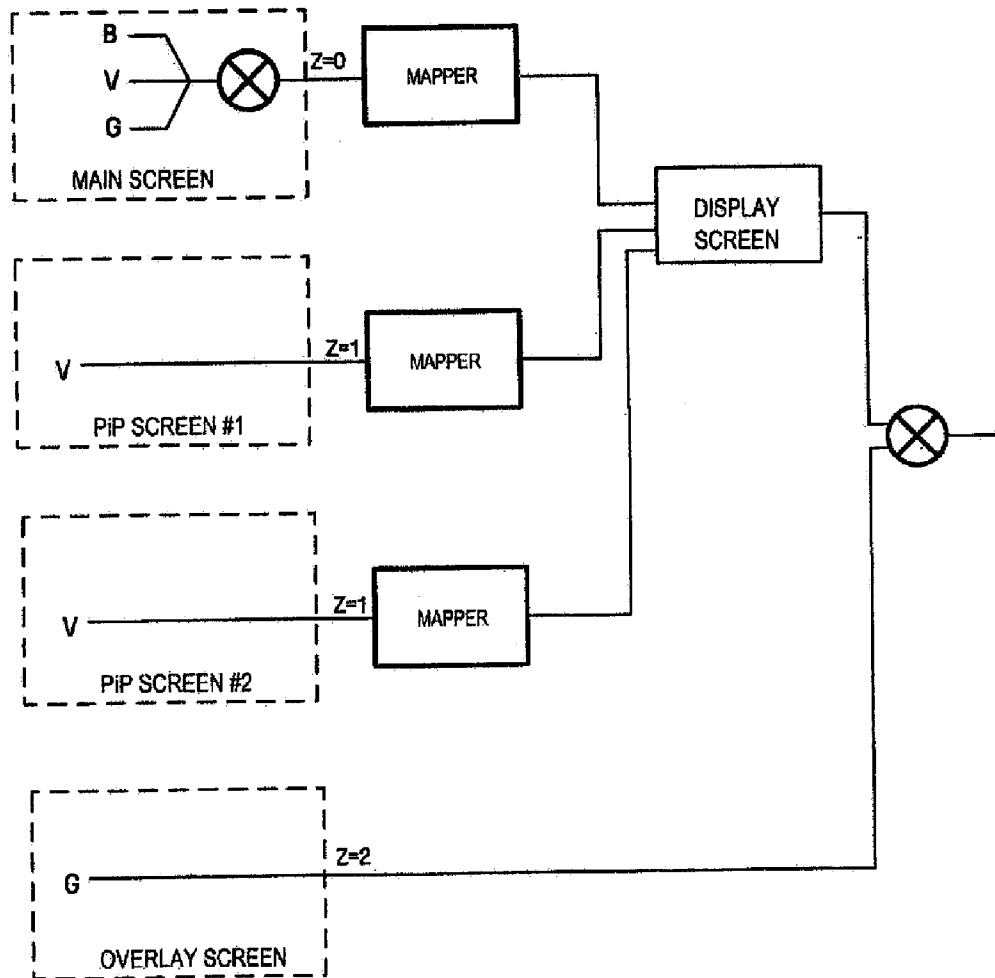 B
V
G
Z=0
MAPPER
MAIN SCREEN
DISPLAY
SCREEN
V
Z=1
MAPPER
PiP SCREEN #1
V
Z=1
MAPPER
PiP SCREEN #2
G
Z=2
OVERLAY SCREEN